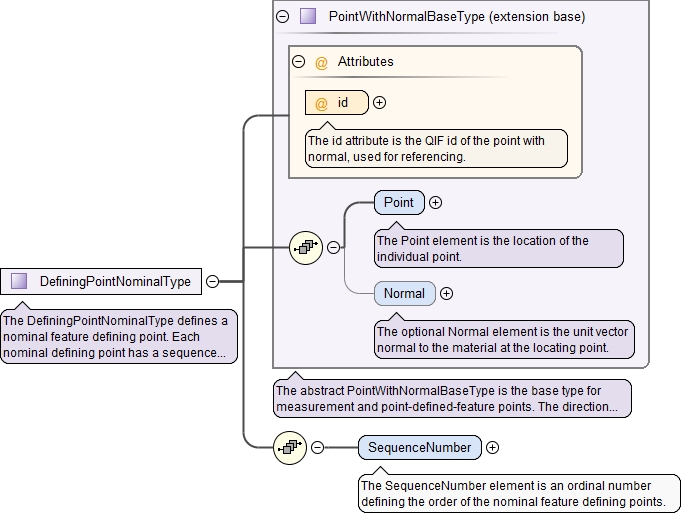 PointWithNormalBaseType (extension base)
@ Attributes
@ id
The id attribute is the QIF id of the point with
normal, used for referencing.
Point
The Point element is the location of the
individual point.
Normal
The optional Normal element is the unit vector
normal to the material at the locating point.
DefiningPointNominalType
The DefiningPointNominalType defines a
nominal feature defining point. Each
nominal defining point has a sequence...
The abstract PointWithNormalBaseType is the base type for
measurement and point-defined-feature points. The direction...
SequenceNumber
The SequenceNumber element is an ordinal number
defining the order of the nominal feature defining points.